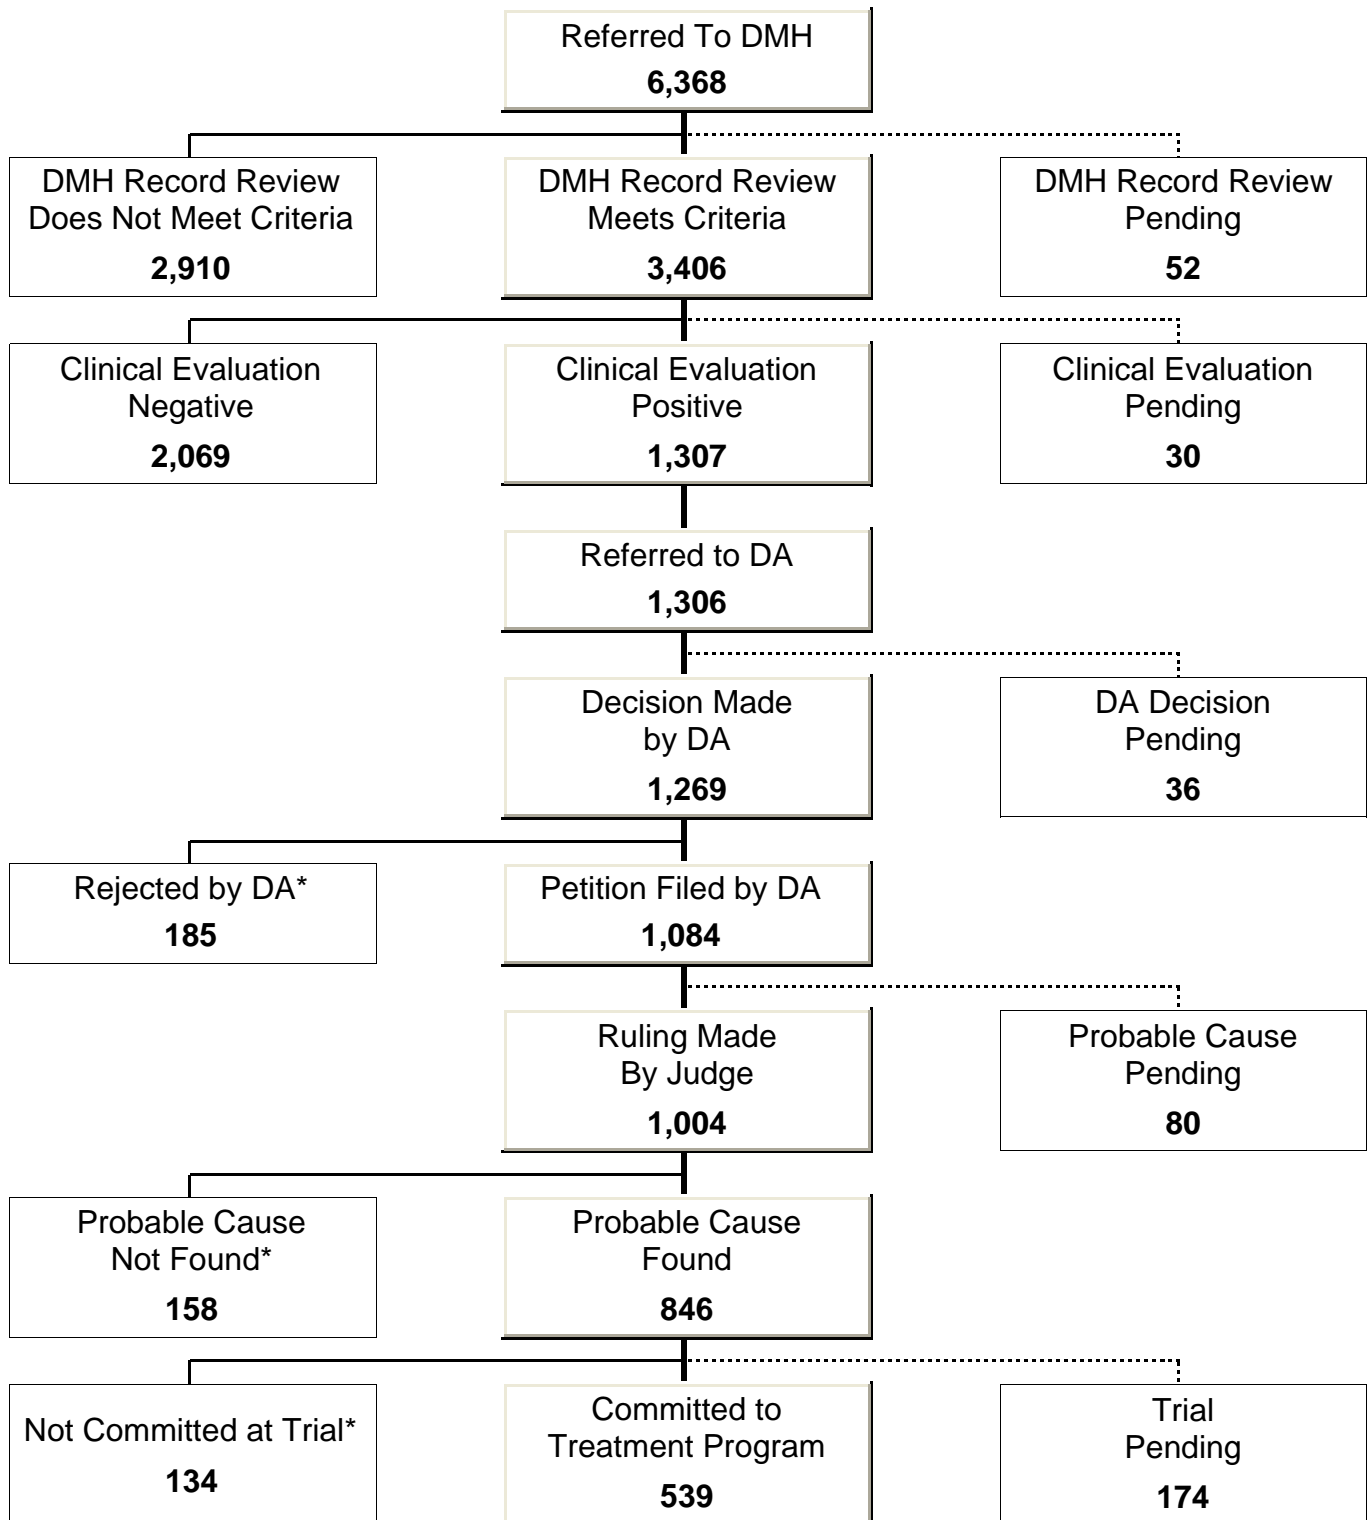 Referred To DMH
6,368
DMH Record Review
Does Not Meet Criteria
2,910
DMH Record Review
Meets Criteria
3,406
DMH Record Review
Pending
52
Clinical Evaluation
Negative
2,069
Clinical Evaluation
Positive
1,307
Clinical Evaluation
Pending
30
Referred to DA
1,306
Decision Made
by DA
1,269
DA Decision
Pending
36
Rejected by DA*
185
Petition Filed by DA
1,084
Ruling Made
By Judge
1,004
Probable Cause
Pending
80
Probable Cause
Not Found*
158
Probable Cause
Found
846
Not Committed at Trial*
134
Committed to
Treatment Program
539
Trial
Pending
174